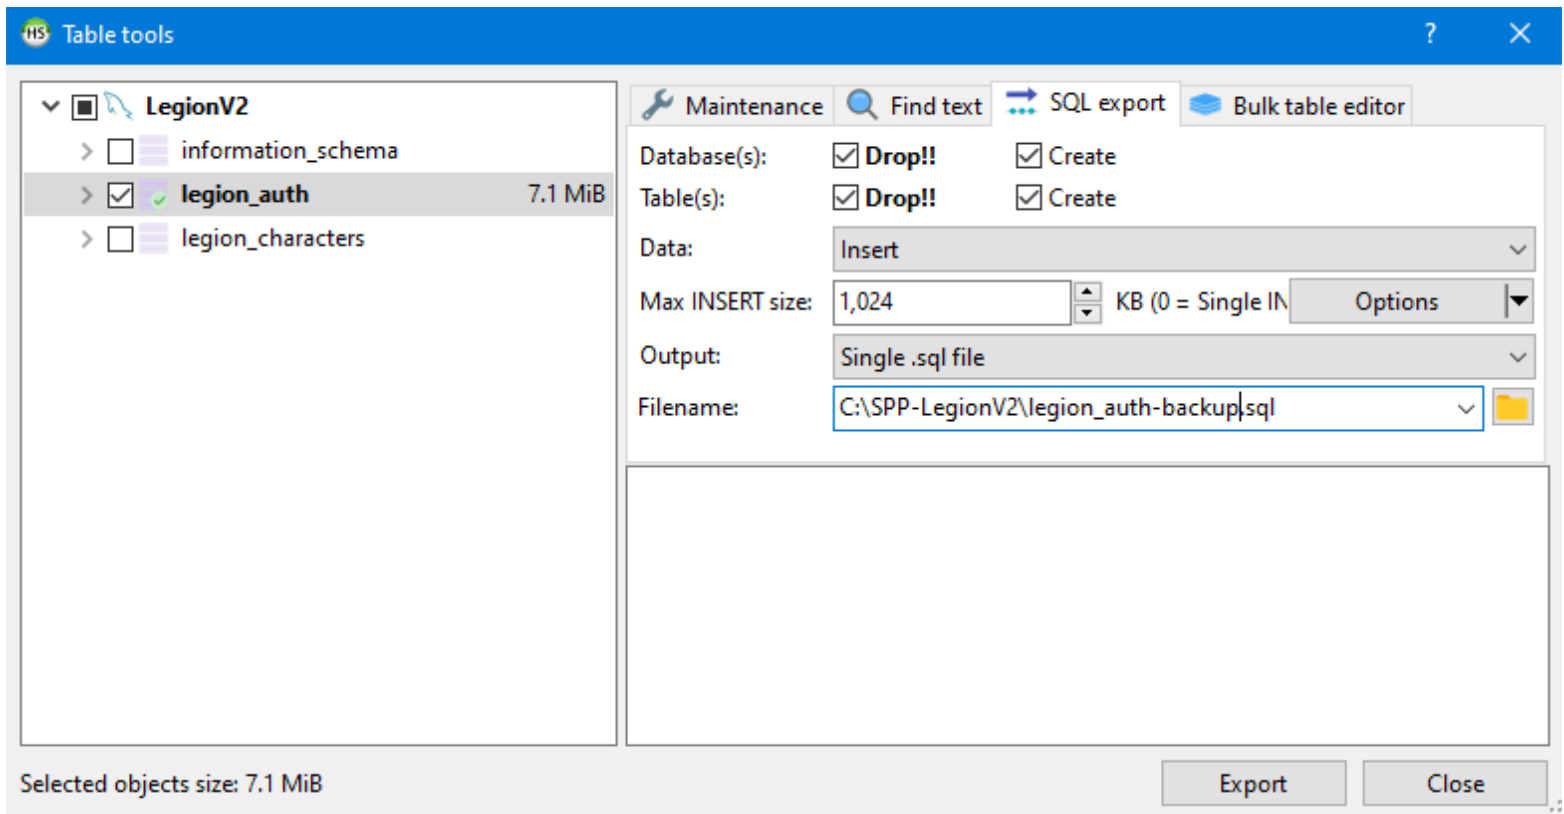 HS Table tools ?
LegionV2
information_schema
legion_auth 7.1 MiB
legion_characters
Maintenance Find text SQL export Bulk table editor
Database(s): Drop!! Create
Table(s): Drop!! Create
Data: Insert
Max INSERT size: 1,024 KB (0 = Single IN Options
Output: Single .sql file
Filename: C:\SPP-LegionV2\legion_auth-backup.sql
Selected objects size: 7.1 MiB Export Close